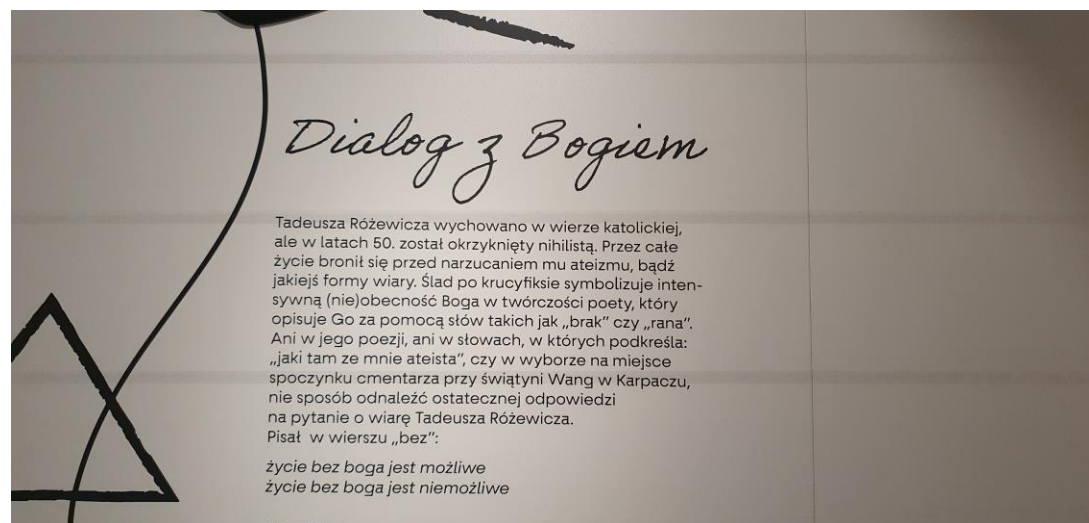 Dialog z Bogiem
Tadeusza Różewicza wychowano w wierze katolickiej,
ale w latach 50. został okrzyknięty nihilistą. Przez całe
życie bronił się przed narzucaniem mu ateizmu, bądź
jakiejś formy wiary. Ślad po krucyfiksie symbolizuje inten-
sywną (nie)obecność Boga w twórczości poety, który
opisuje Go za pomocą słów takich jak „brak” czy „rana”.
Ani w jego poezji, ani w słowach, w których podkreśla:
„jaki tam ze mnie ateista”, czy w wyborze na miejsce
spoczynku cmentarza przy świątyni Wang w Karpaczu,
nie sposób odnaleźć ostatecznej odpowiedzi
na pytanie o wiarę Tadeusza Różewicza.
Pisał w wierszu „bez”:
życie bez boga jest możliwe
życie bez boga jest niemożliwe